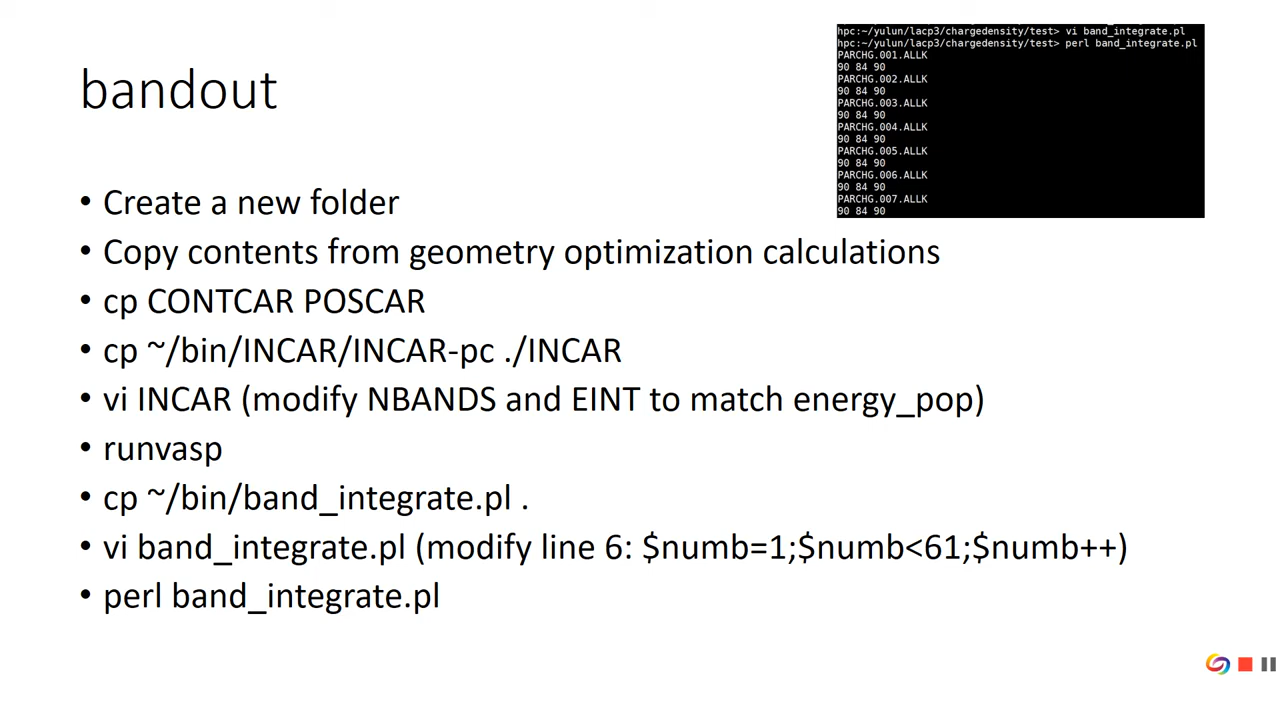 bandout
hpc:~/yulun/lacp3/chargedensity/test> vi band_integrate.pl
hpc:~/yulun/lacp3/chargedensity/test> perl band_integrate.pl
PARCHG.001.ALLK
90 84 90
PARCHG.002.ALLK
90 84 90
PARCHG.003.ALLK
90 84 90
PARCHG.004.ALLK
90 84 90
PARCHG.005.ALLK
90 84 90
PARCHG.006.ALLK
90 84 90
PARCHG.007.ALLK
90 84 90
• Create a new folder
• Copy contents from geometry optimization calculations
• cp CONTCAR POSCAR
• cp ~/bin/INCAR/INCAR-pc ./INCAR
• vi INCAR (modify NBANDS and EINT to match energy_pop)
• runvasp
• cp ~/bin/band_integrate.pl .
• vi band_integrate.pl (modify line 6: $numb=1;$numb<61;$numb++)
• perl band_integrate.pl